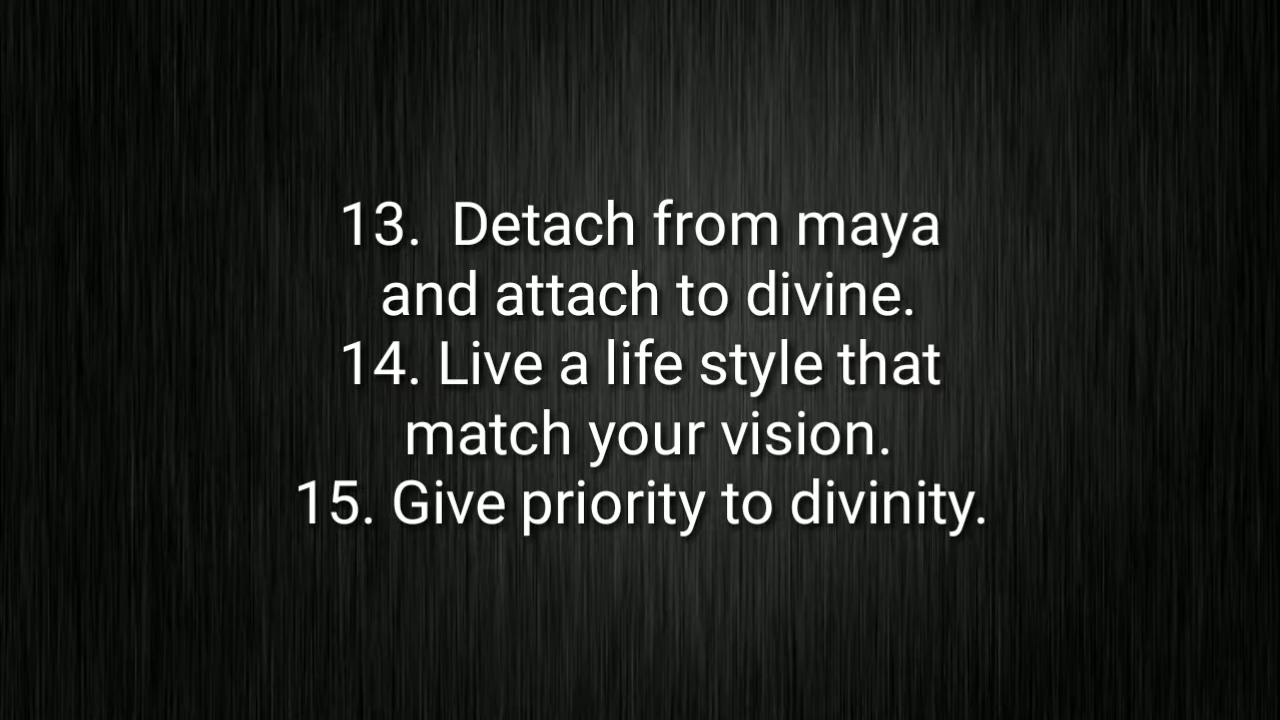 13.  Detach from maya
and attach to divine.
14. Live a life style that
match your vision.
15. Give priority to divinity.